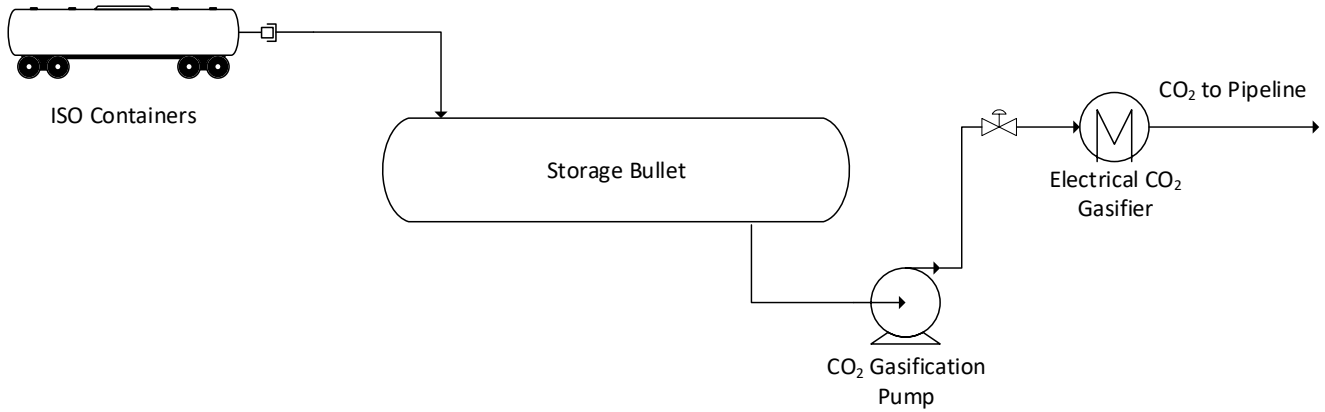 ISO Containers
Storage Bullet
CO₂ to Pipeline
Electrical CO₂
Gasifier
CO₂ Gasification
Pump